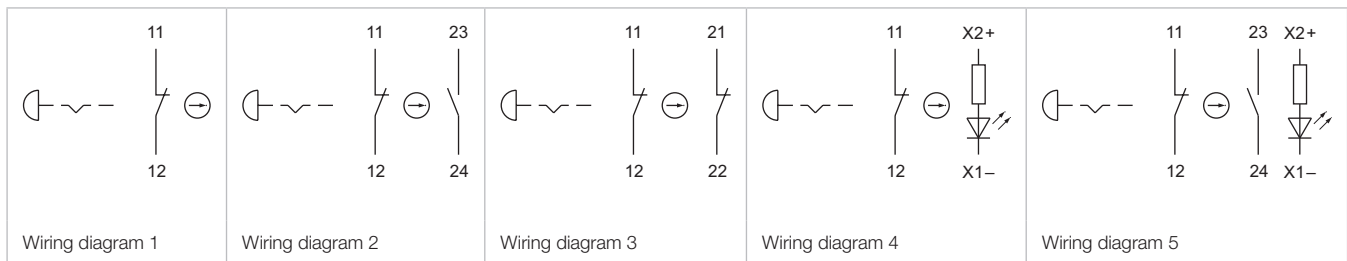 11
12
Wiring diagram 1
11 23
12 24
Wiring diagram 2
11 21
12 22
Wiring diagram 3
11 X2+
12 X1–
Wiring diagram 4
11 23 X2+
12 24 X1–
Wiring diagram 5